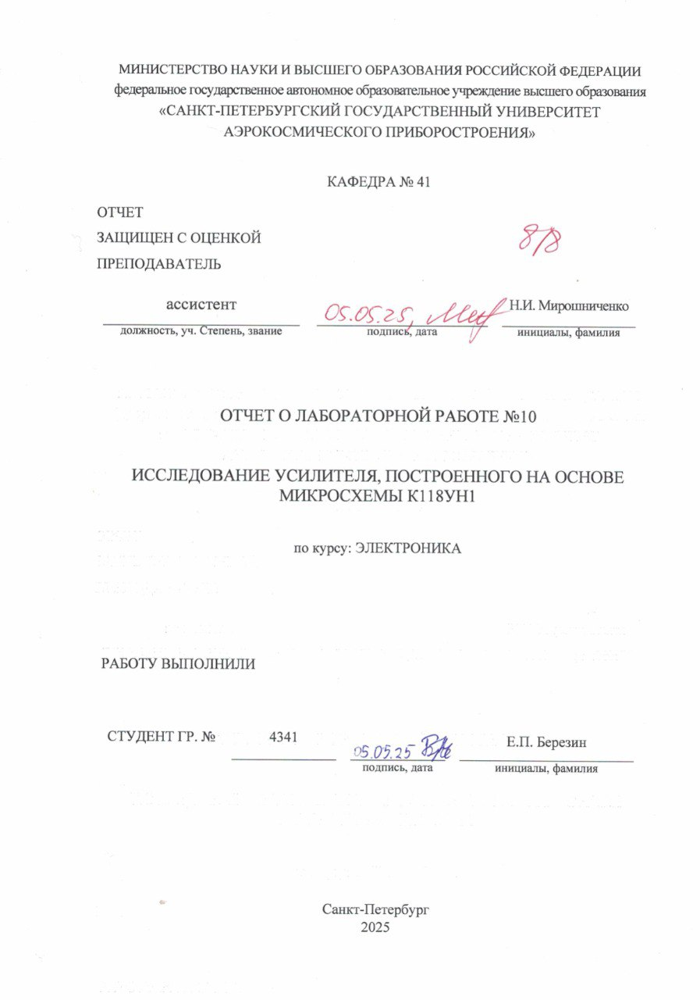 МИНИСТЕРСТВО НАУКИ И ВЫСШЕГО ОБРАЗОВАНИЯ РОССИЙСКОЙ ФЕДЕРАЦИИ
федеральное государственное автономное образовательное учреждение высшего образования
«САНКТ-ПЕТЕРБУРГСКИЙ ГОСУДАРСТВЕННЫЙ УНИВЕРСИТЕТ
АЭРОКОСМИЧЕСКОГО ПРИБОРОСТРОЕНИЯ»
КАФЕДРА № 41
ОТЧЕТ
ЗАЩИЩЕН С ОЦЕНКОЙ
8/8
ПРЕПОДАВАТЕЛЬ
ассистент 05.05.25, Н.И. Мирошниченко
должность, уч. Степень, звание подпись, дата инициалы, фамилия
ОТЧЕТ О ЛАБОРАТОРНОЙ РАБОТЕ №10
ИССЛЕДОВАНИЕ УСИЛИТЕЛЯ, ПОСТРОЕННОГО НА ОСНОВЕ
МИКРОСХЕМЫ К118УН1
по курсу: ЭЛЕКТРОНИКА
РАБОТУ ВЫПОЛНИЛИ
СТУДЕНТ ГР. № 4341 05.05.25 Е.П. Березин
подпись, дата инициалы, фамилия
Санкт-Петербург
2025